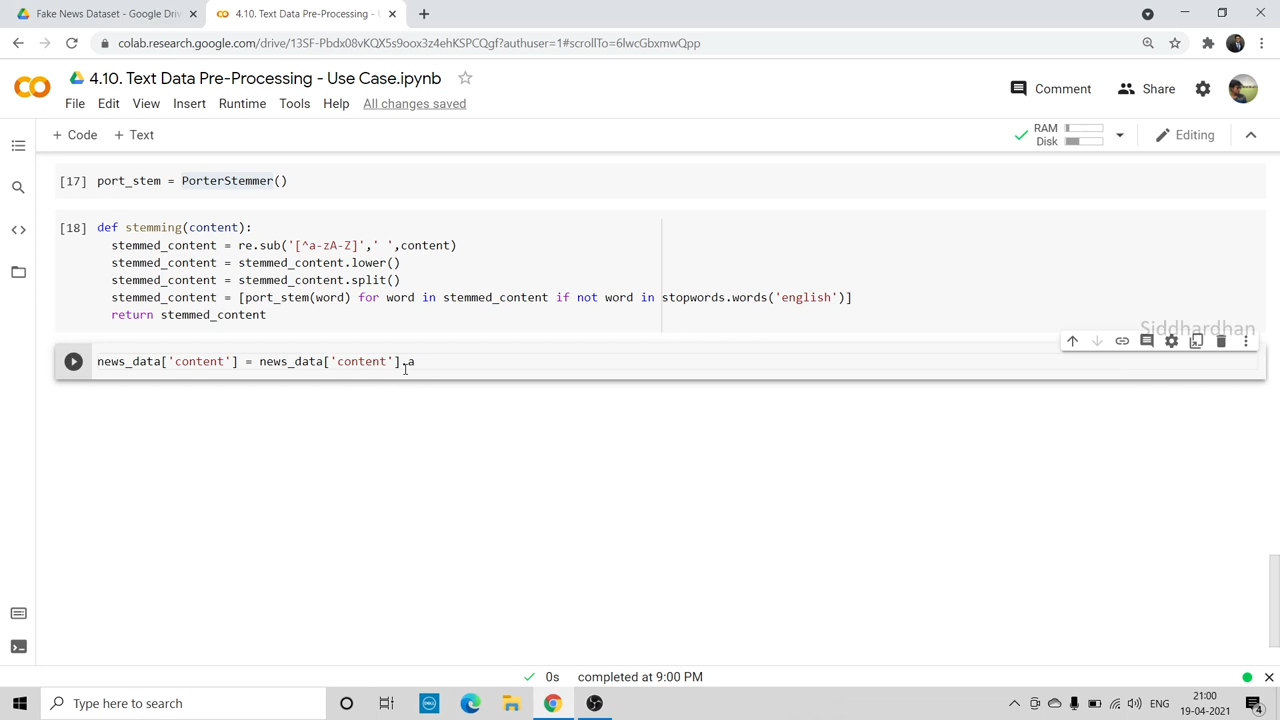 Fake News Dataset - Google Driv
4.10. Text Data Pre-Processing -
colab.research.google.com/drive/13SF-Pbdx08vKQX5s9oox3z4ehKSPCQgf?authuser=1#scrollTo=6lwcGbxmwQpp
4.10. Text Data Pre-Processing - Use Case.ipynb
Comment
Share
File Edit View Insert Runtime Tools Help All changes saved
+ Code + Text
RAM
Disk
Editing
[17] port_stem = PorterStemmer()
[18] def stemming(content):
stemmed_content = re.sub('[^a-zA-Z]',' ',content)
stemmed_content = stemmed_content.lower()
stemmed_content = stemmed_content.split()
stemmed_content = [port_stem(word) for word in stemmed_content if not word in stopwords.words('english')]
return stemmed_content
Siddhardhan
news_data['content'] = news_data['content'].a
0s completed at 9:00 PM
Type here to search
DELL
ENG
21:00
19-04-2021
4